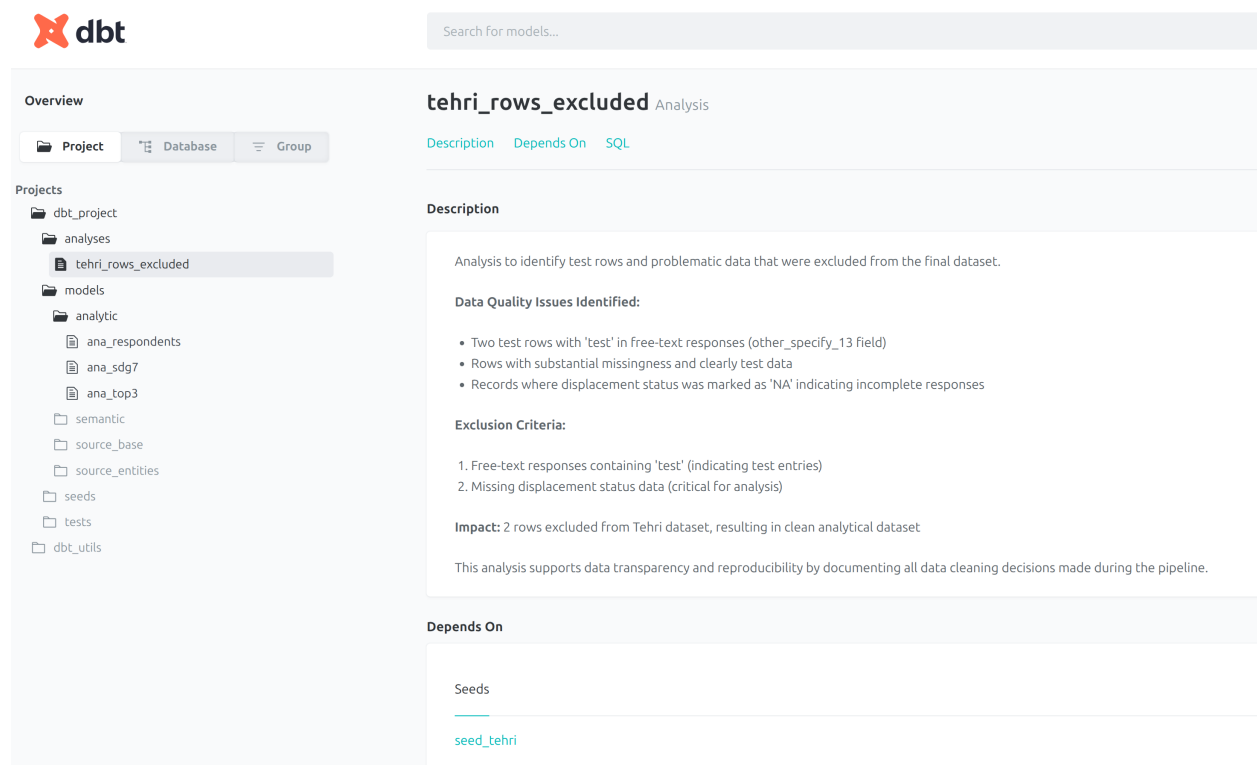 dbt
Search for models...
Overview
Project
Database
Group
Projects
dbt_project
analyses
tehri_rows_excluded
models
analytic
ana_respondents
ana_sdg7
ana_top3
semantic
source_base
source_entities
seeds
tests
dbt_utils
tehri_rows_excluded Analysis
Description Depends On SQL
Description
Analysis to identify test rows and problematic data that were excluded from the final dataset.
Data Quality Issues Identified:
• Two test rows with 'test' in free-text responses (other_specify_13 field)
• Rows with substantial missingness and clearly test data
• Records where displacement status was marked as 'NA' indicating incomplete responses
Exclusion Criteria:
1. Free-text responses containing 'test' (indicating test entries)
2. Missing displacement status data (critical for analysis)
Impact: 2 rows excluded from Tehri dataset, resulting in clean analytical dataset
This analysis supports data transparency and reproducibility by documenting all data cleaning decisions made during the pipeline.
Depends On
Seeds
seed_tehri